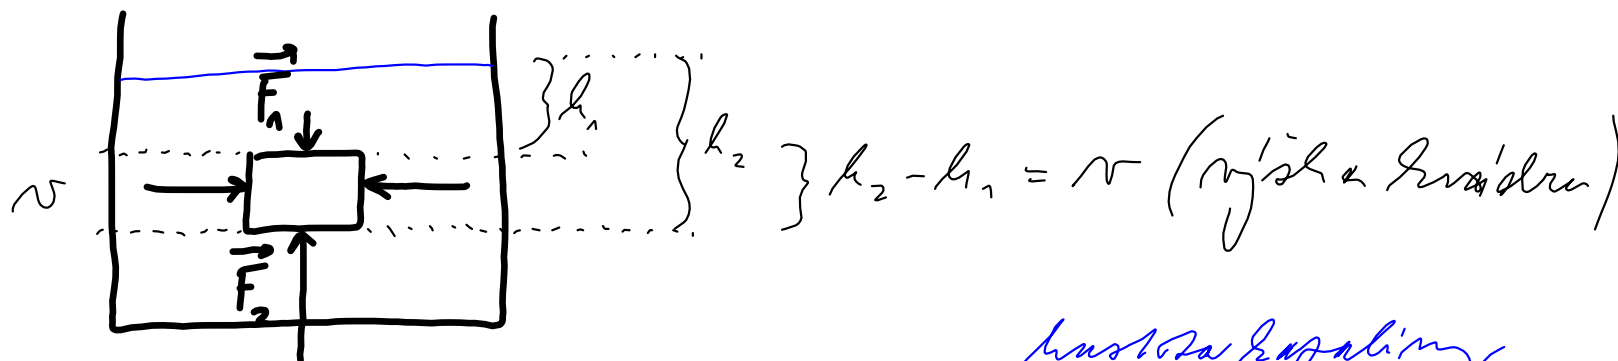 F₁
h₁
v
h₂
h₂ - h₁ = v (výška kvádru)
F₂
hustota kapaliny